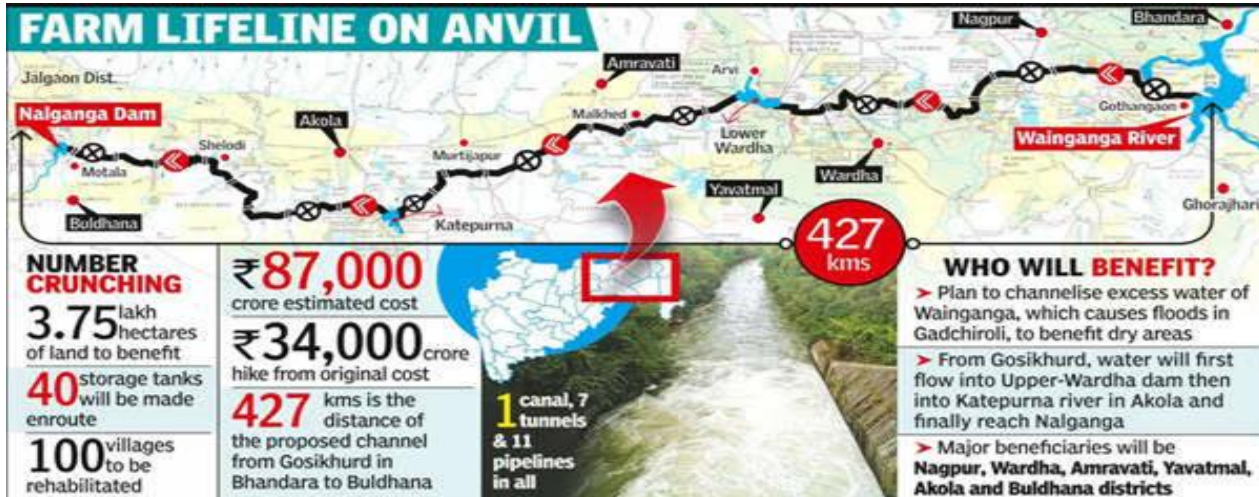 FARM LIFELINE ON ANVIL
Nagpur
Bhandara
Jalgaon Dist.
Amravati
Arvi
Nalganga Dam
Akola
Malkhed
Gothangaon
Shelodi
Murtijapur
Lower
Wardha
Wainganga River
Motala
Wardha
Buldhana
Katepurna
Yavatmal
Ghorajhari
427
kms
NUMBER
CRUNCHING
3.75 lakh
hectares
of land to benefit
40 storage tanks
will be made
enroute
100 villages
to be
rehabilitated
₹87,000
crore estimated cost
₹34,000 crore
hike from original cost
427 kms is the
distance of
the proposed channel
from Gosikhurd in
Bhandara to Buldhana
1 canal, 7
tunnels
& 11
pipelines
in all
WHO WILL BENEFIT?
➤ Plan to channelise excess water of
Wainganga, which causes floods in
Gadchiroli, to benefit dry areas
➤ From Gosikhurd, water will first
flow into Upper-Wardha dam then
into Katepurna river in Akola and
finally reach Nalganga
➤ Major beneficiaries will be
Nagpur, Wardha, Amravati, Yavatmal,
Akola and Buldhana districts